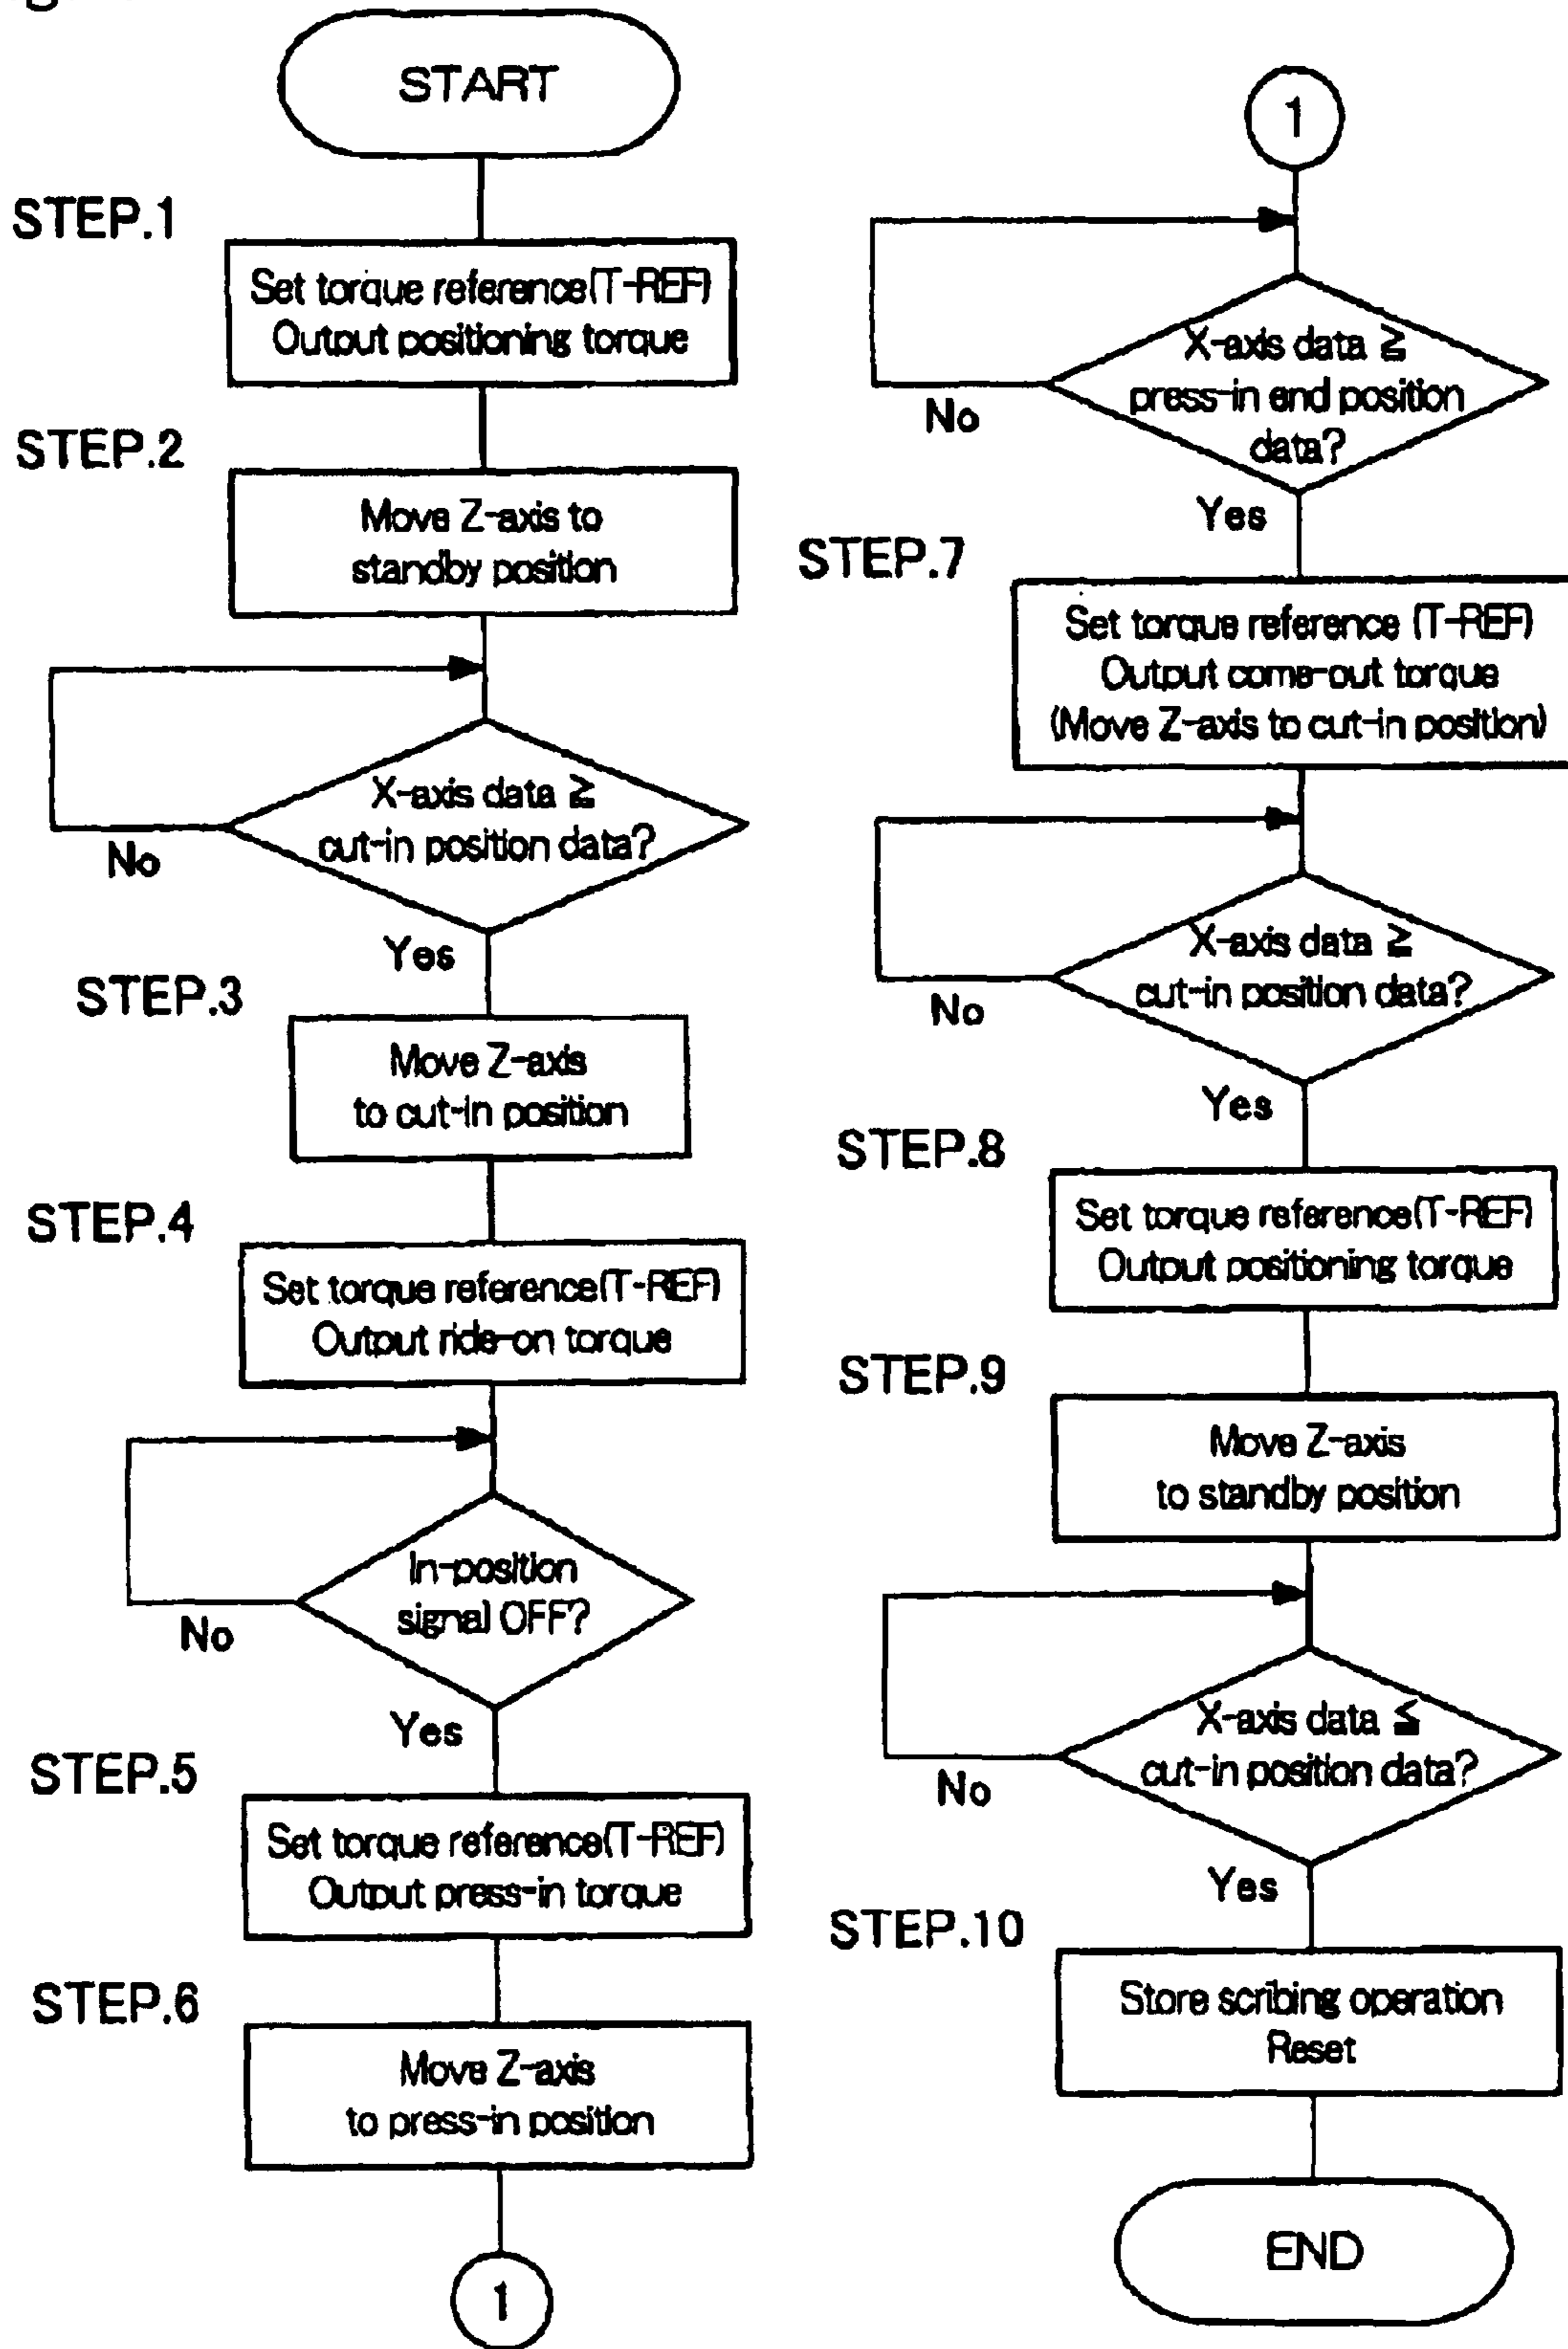 START
STEP.1
Set torque reference(T-REF)
Output positioning torque
STEP.2
Move Z-axis to
standby position
X-axis data ≧
cut-in position data?
No
Yes
STEP.3
Move Z-axis
to cut-in position
STEP.4
Set torque reference(T-REF)
Output ride-on torque
In-position
signal OFF?
No
Yes
STEP.5
Set torque reference(T-REF)
Output press-in torque
STEP.6
Move Z-axis
to press-in position
1
1
X-axis data ≧
press-in end position
data?
No
Yes
STEP.7
Set torque reference (T-REF)
Output come-out torque
(Move Z-axis to cut-in position)
X-axis data ≧
cut-in position data?
No
Yes
STEP.8
Set torque reference(T-REF)
Output positioning torque
STEP.9
Move Z-axis
to standby position
X-axis data ≦
cut-in position data?
No
Yes
STEP.10
Store scribing operation
Reset
END